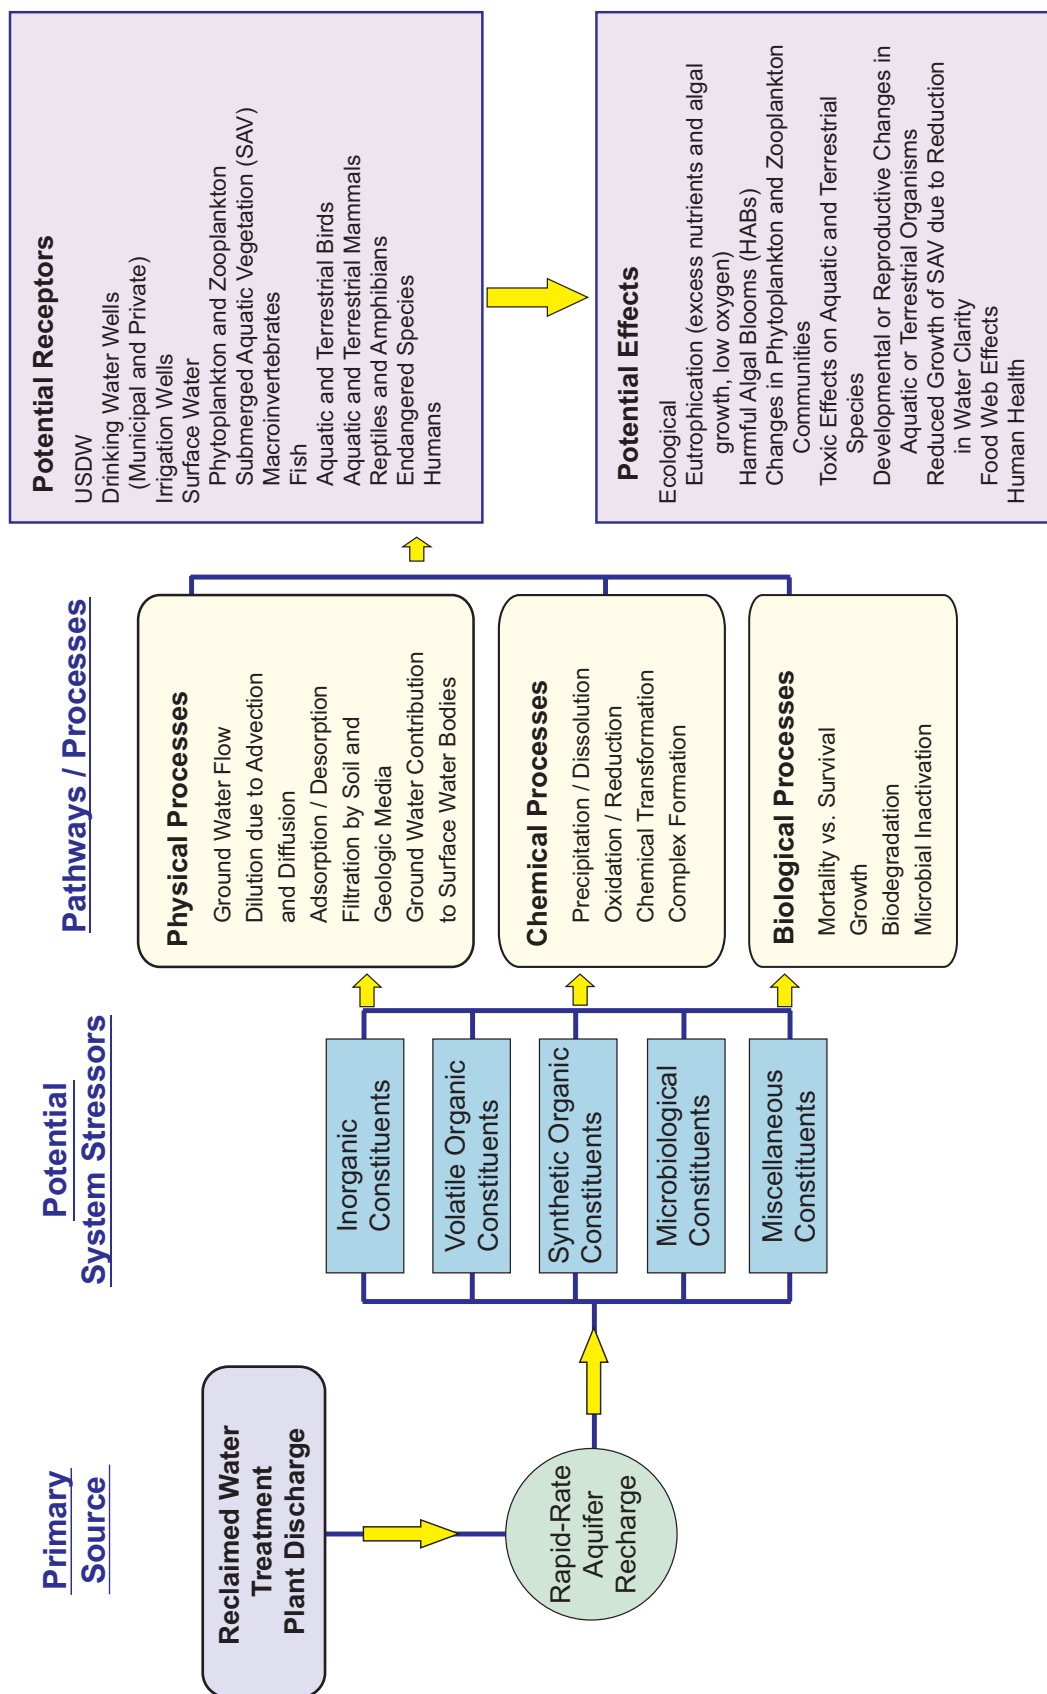 Primary
Source
Reclaimed Water
Treatment
Plant Discharge
Rapid-Rate
Aquifer
Recharge
Potential
System Stressors
Inorganic
Constituents
Volatile Organic
Constituents
Synthetic Organic
Constituents
Microbiological
Constituents
Miscellaneous
Constituents
Pathways / Processes
Physical Processes
Ground Water Flow
Dilution due to Advection
and Diffusion
Adsorption / Desorption
Filtration by Soil and
Geologic Media
Ground Water Contribution
to Surface Water Bodies
Chemical Processes
Precipitation / Dissolution
Oxidation / Reduction
Chemical Transformation
Complex Formation
Biological Processes
Mortality vs. Survival
Growth
Biodegradation
Microbial Inactivation
Potential Receptors
USDW
Drinking Water Wells
(Municipal and Private)
Irrigation Wells
Surface Water
Phytoplankton and Zooplankton
Submerged Aquatic Vegetation (SAV)
Macroinvertebrates
Fish
Aquatic and Terrestrial Birds
Aquatic and Terrestrial Mammals
Reptiles and Amphibians
Endangered Species
Humans
Potential Effects
Ecological
Eutrophication (excess nutrients and algal
growth, low oxygen)
Harmful Algal Blooms (HABs)
Changes in Phytoplankton and Zooplankton
Communities
Toxic Effects on Aquatic and Terrestrial
Species
Developmental or Reproductive Changes in
Aquatic or Terrestrial Organisms
Reduced Growth of SAV due to Reduction
in Water Clarity
Food Web Effects
Human Health